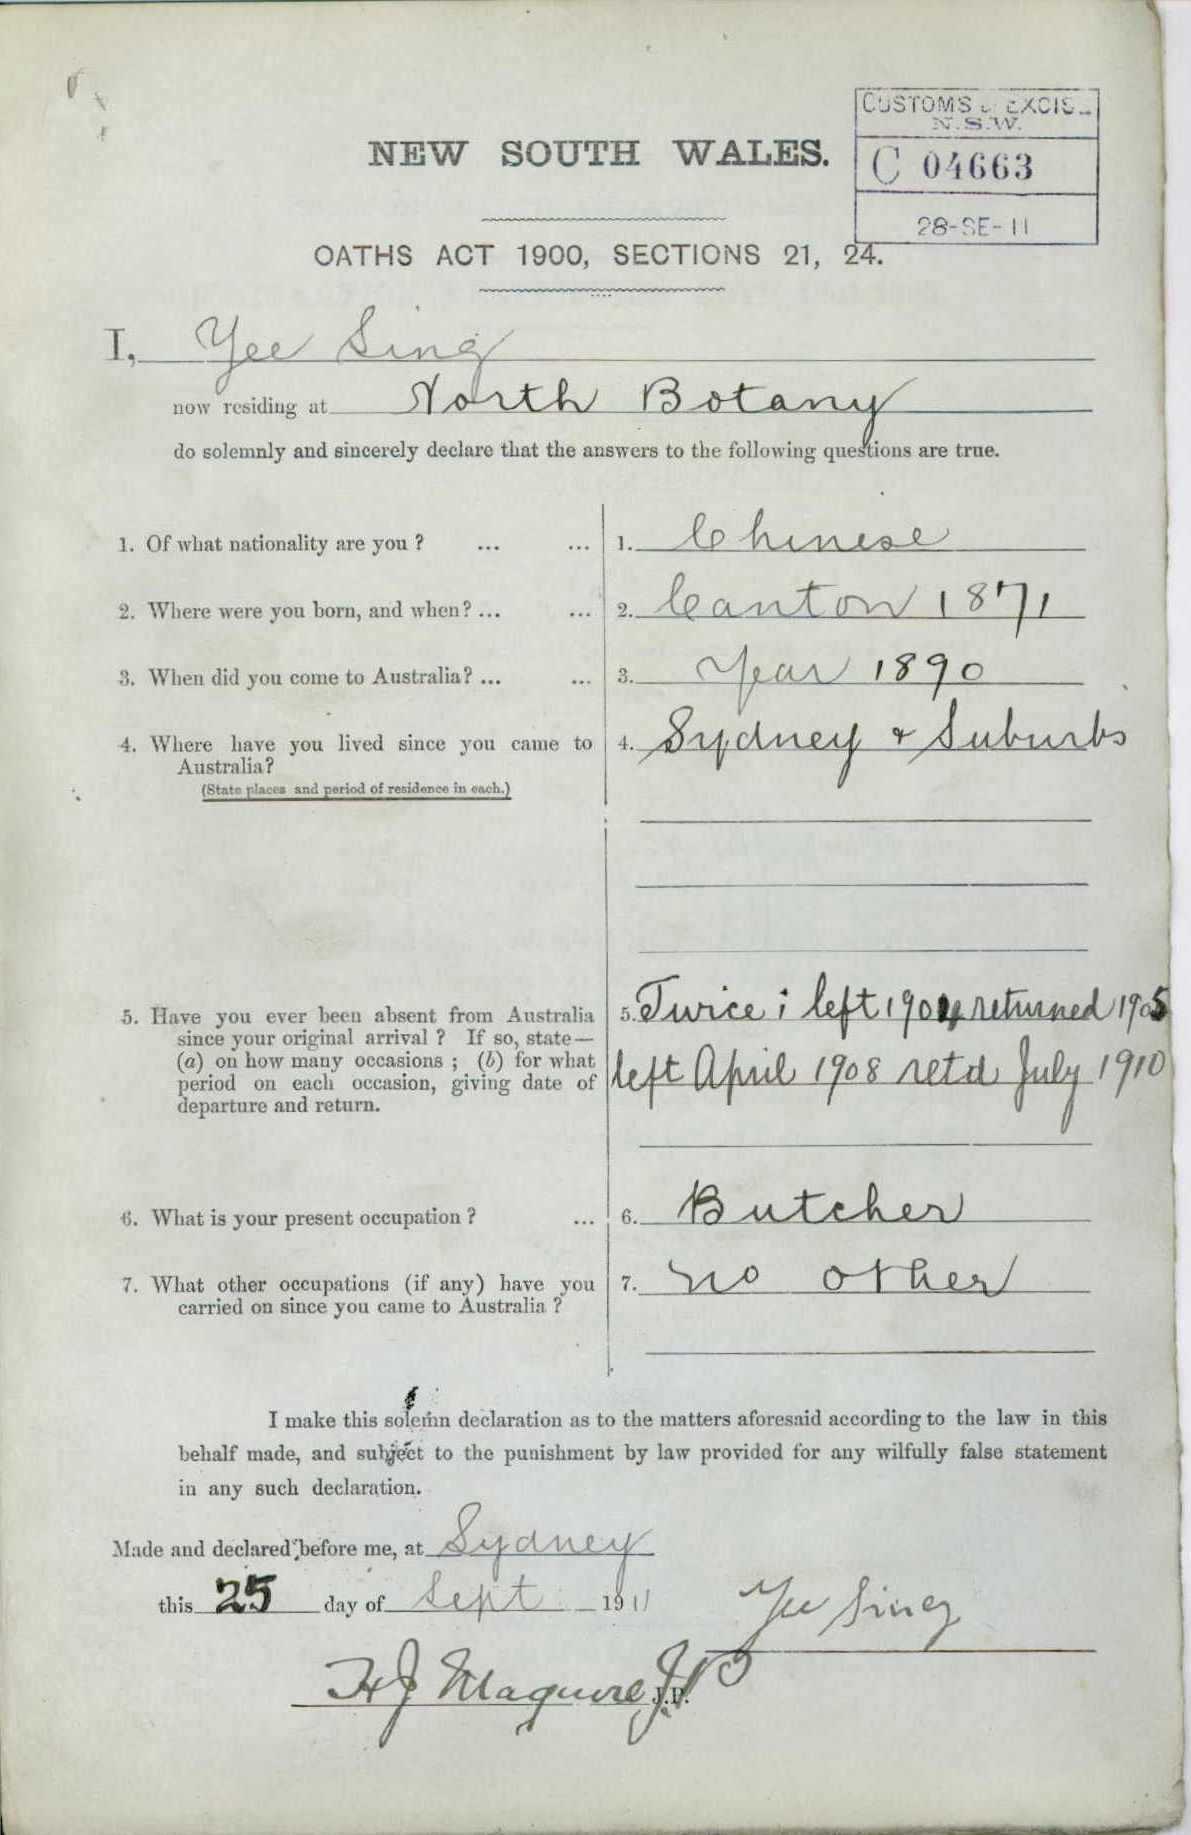 CUSTOMS & EXCISE
N.S.W.
C 04663
28-SE-11
NEW SOUTH WALES.
OATHS ACT 1900, SECTIONS 21, 24.
I, Yee Sing
now residing at North Botany
do solemnly and sincerely declare that the answers to the following questions are true.
1. Of what nationality are you ? ... ... 1. Chinese
2. Where were you born, and when? ... ... 2. Canton 1871
3. When did you come to Australia? ... ... 3. Year 1890
4. Where have you lived since you came to 4. Sydney & Suburbs
Australia?
(State places and period of residence in each.)
5. Have you ever been absent from Australia 5. Twice i left 1904 returned 1905
since your original arrival ? If so, state—
(a) on how many occasions ; (b) for what left April 1908 retd July 1910
period on each occasion, giving date of
departure and return.
6. What is your present occupation ? ... 6. Butcher
7. What other occupations (if any) have you 7. no other
carried on since you came to Australia ?
I make this solemn declaration as to the matters aforesaid according to the law in this
behalf made, and subject to the punishment by law provided for any wilfully false statement
in any such declaration.
Made and declared before me, at Sydney
this 25 day of Sept 1911
Yee Sing
H J Maguire J.P. J.P.